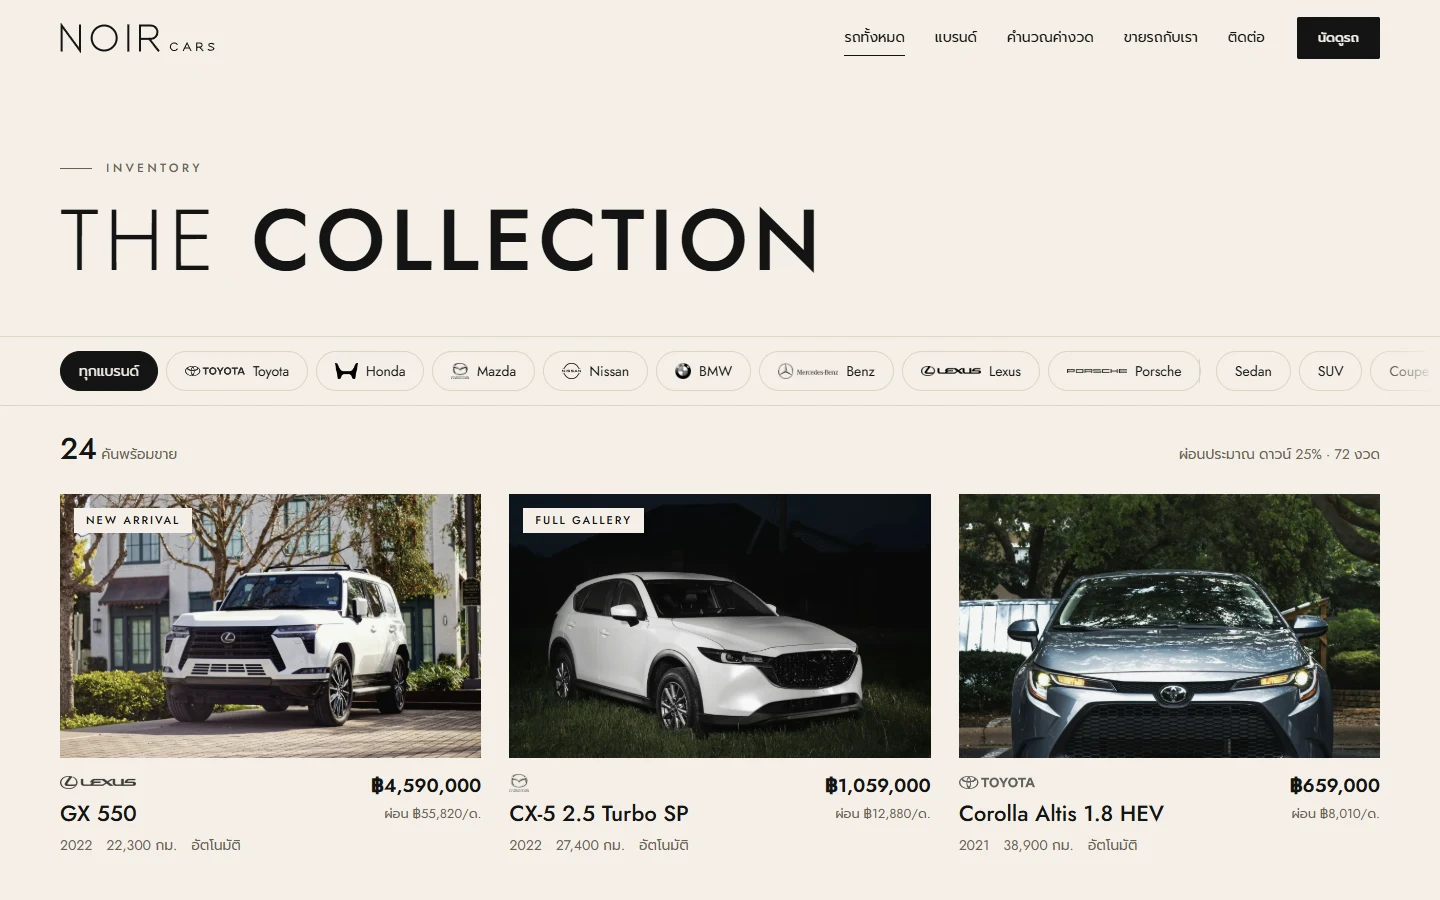 NOIR CARS
รถทั้งหมด แบรนด์ คำนวณค่างวด ขายรถกับเรา ติดต่อ นัดดูรถ
INVENTORY
THE COLLECTION
ทุกแบรนด์ TOYOTA Toyota Honda Mazda Nissan BMW Mercedes-Benz Benz LEXUS Lexus PORSCHE Porsche Sedan SUV Coupe
24 คันพร้อมขาย
ผ่อนประมาณ ดาวน์ 25% · 72 งวด
NEW ARRIVAL
FULL GALLERY
LEXUS
฿4,590,000
GX 550
ผ่อน ฿55,820/ด.
2022 22,300 กม. อัตโนมัติ
฿1,059,000
CX-5 2.5 Turbo SP
ผ่อน ฿12,880/ด.
2022 27,400 กม. อัตโนมัติ
TOYOTA
฿659,000
Corolla Altis 1.8 HEV
ผ่อน ฿8,010/ด.
2021 38,900 กม. อัตโนมัติ